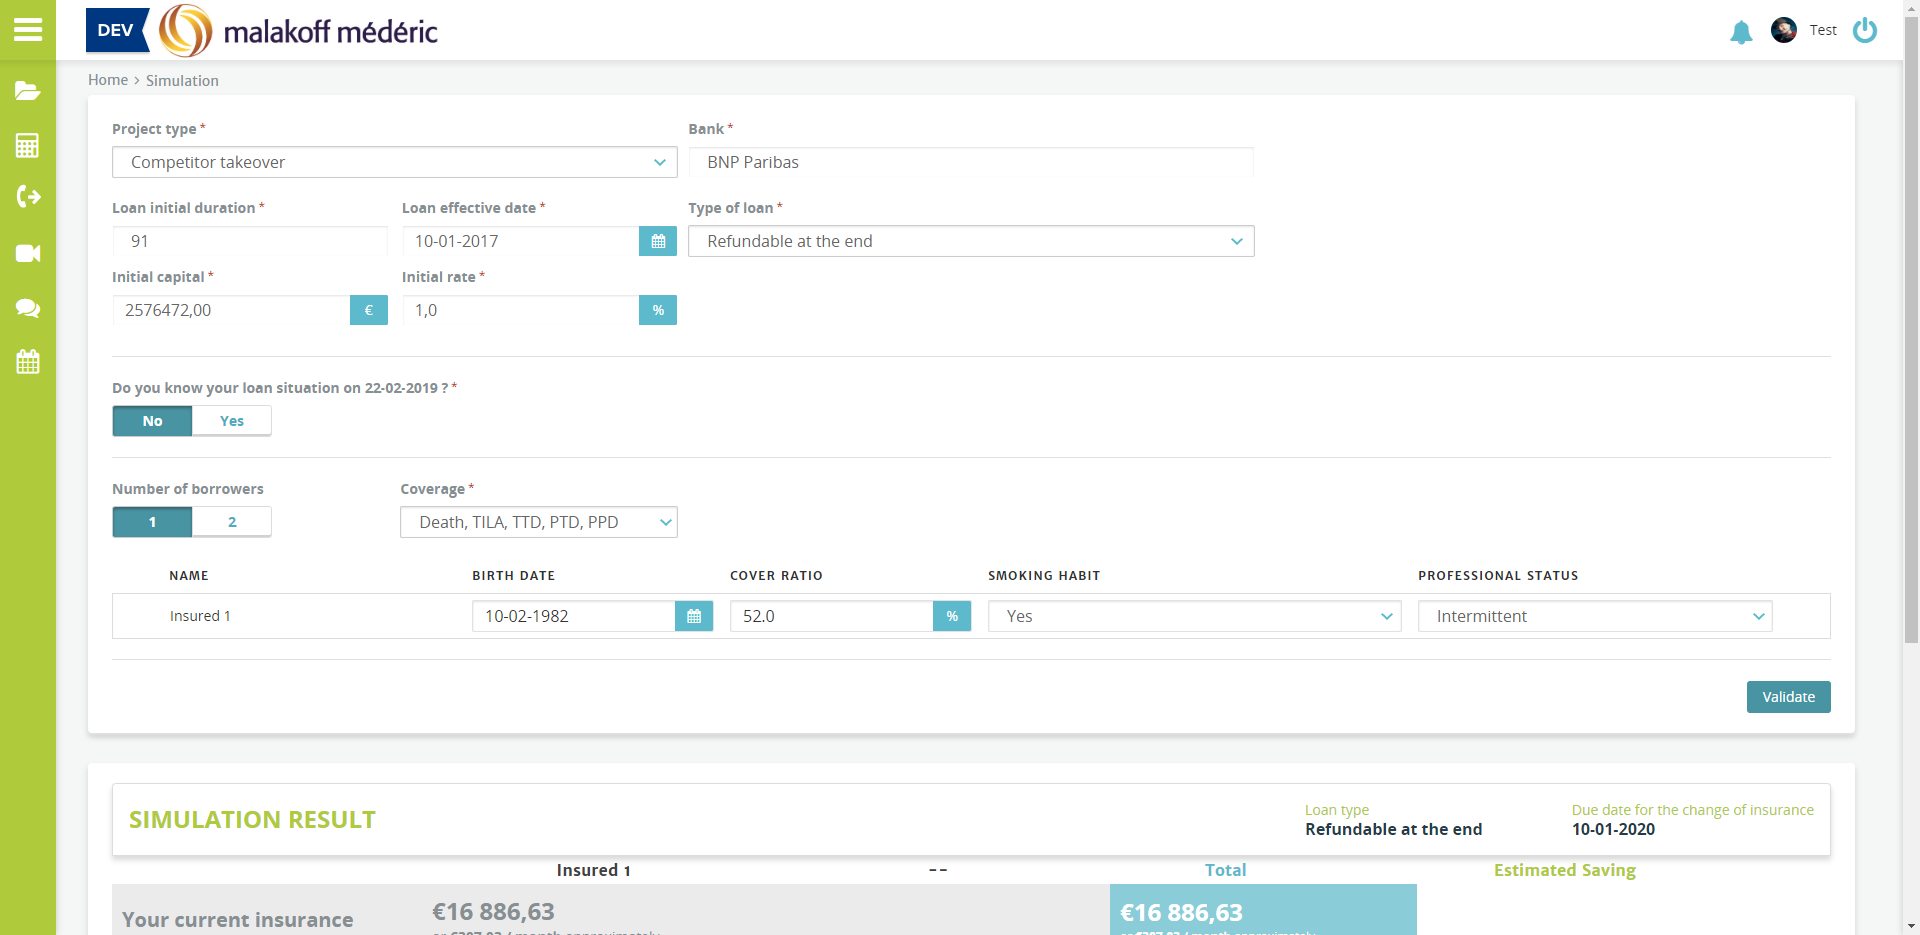 DEV malakoff médéric Test
Home > Simulation
Project type * Bank *
Competitor takeover BNP Paribas
Loan initial duration * Loan effective date * Type of loan *
91 10-01-2017 Refundable at the end
Initial capital * Initial rate *
2576472,00 € 1,0 %
Do you know your loan situation on 22-02-2019 ? *
No Yes
Number of borrowers Coverage *
1 2 Death, TILA, TTD, PTD, PPD
NAME BIRTH DATE COVER RATIO SMOKING HABIT PROFESSIONAL STATUS
Insured 1 10-02-1982 52.0 % Yes Intermittent
Validate
SIMULATION RESULT
Loan type Due date for the change of insurance
Refundable at the end 10-01-2020
Insured 1 -- Total Estimated Saving
Your current insurance €16 886,63 €16 886,63